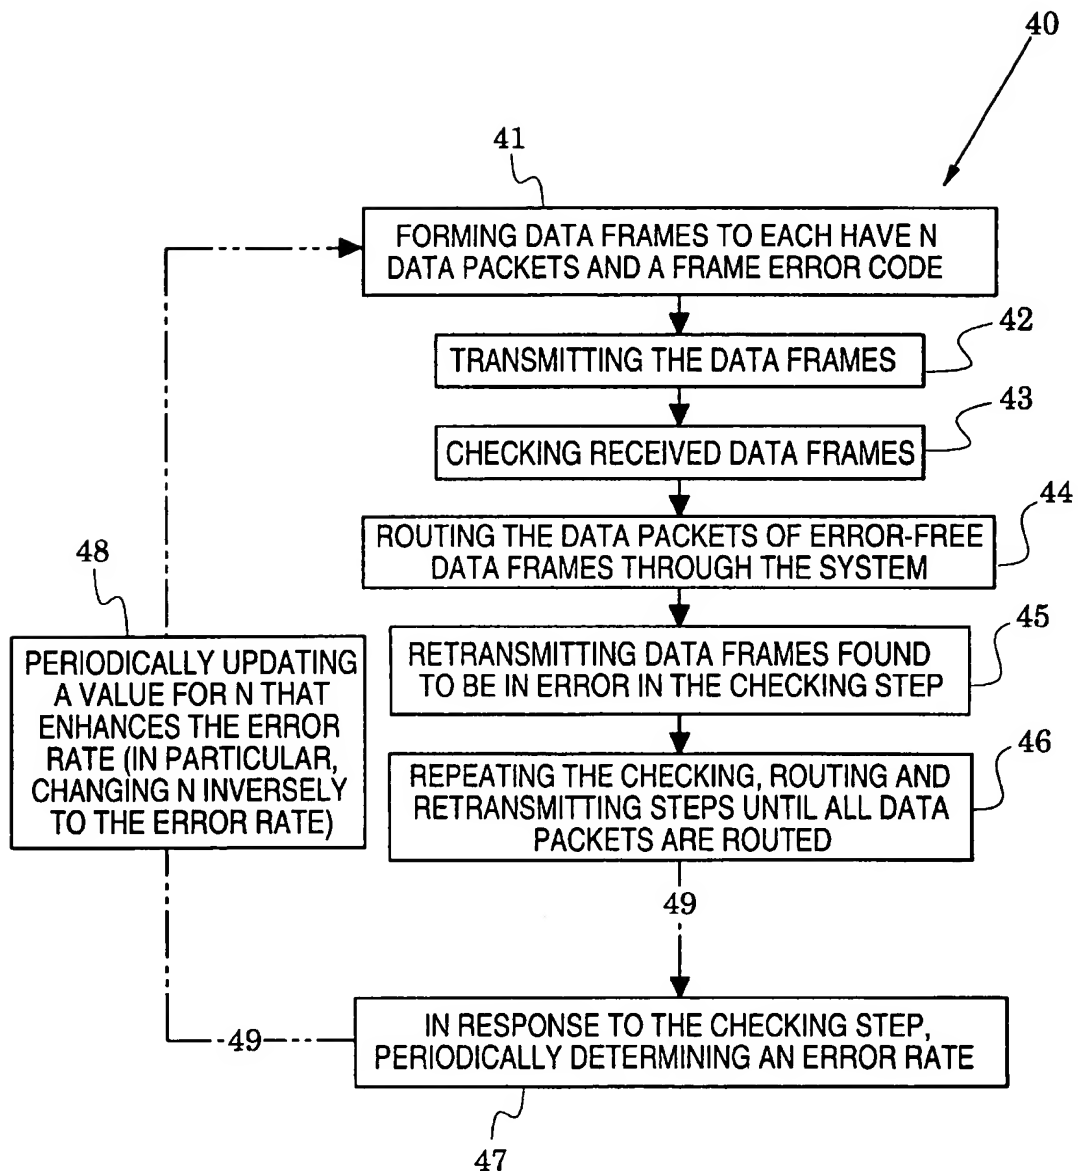 40
41
FORMING DATA FRAMES TO EACH HAVE N
DATA PACKETS AND A FRAME ERROR CODE
42
TRANSMITTING THE DATA FRAMES
43
CHECKING RECEIVED DATA FRAMES
44
ROUTING THE DATA PACKETS OF ERROR-FREE
DATA FRAMES THROUGH THE SYSTEM
45
RETRANSMITTING DATA FRAMES FOUND
TO BE IN ERROR IN THE CHECKING STEP
46
REPEATING THE CHECKING, ROUTING AND
RETRANSMITTING STEPS UNTIL ALL DATA
PACKETS ARE ROUTED
49
IN RESPONSE TO THE CHECKING STEP,
PERIODICALLY DETERMINING AN ERROR RATE
47
49
48
PERIODICALLY UPDATING
A VALUE FOR N THAT
ENHANCES THE ERROR
RATE (IN PARTICULAR,
CHANGING N INVERSELY
TO THE ERROR RATE)